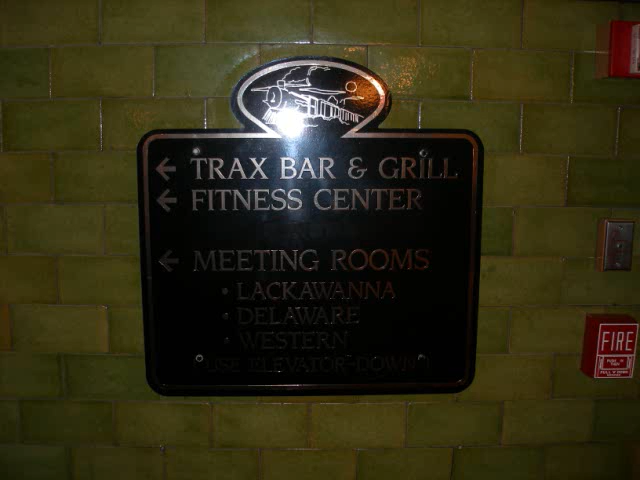 ← TRAX BAR & GRILL
← FITNESS CENTER
← MEETING ROOMS
• LACKAWANNA
• DELAWARE
• WESTERN
USE ELEVATOR-DOWN
FIRE